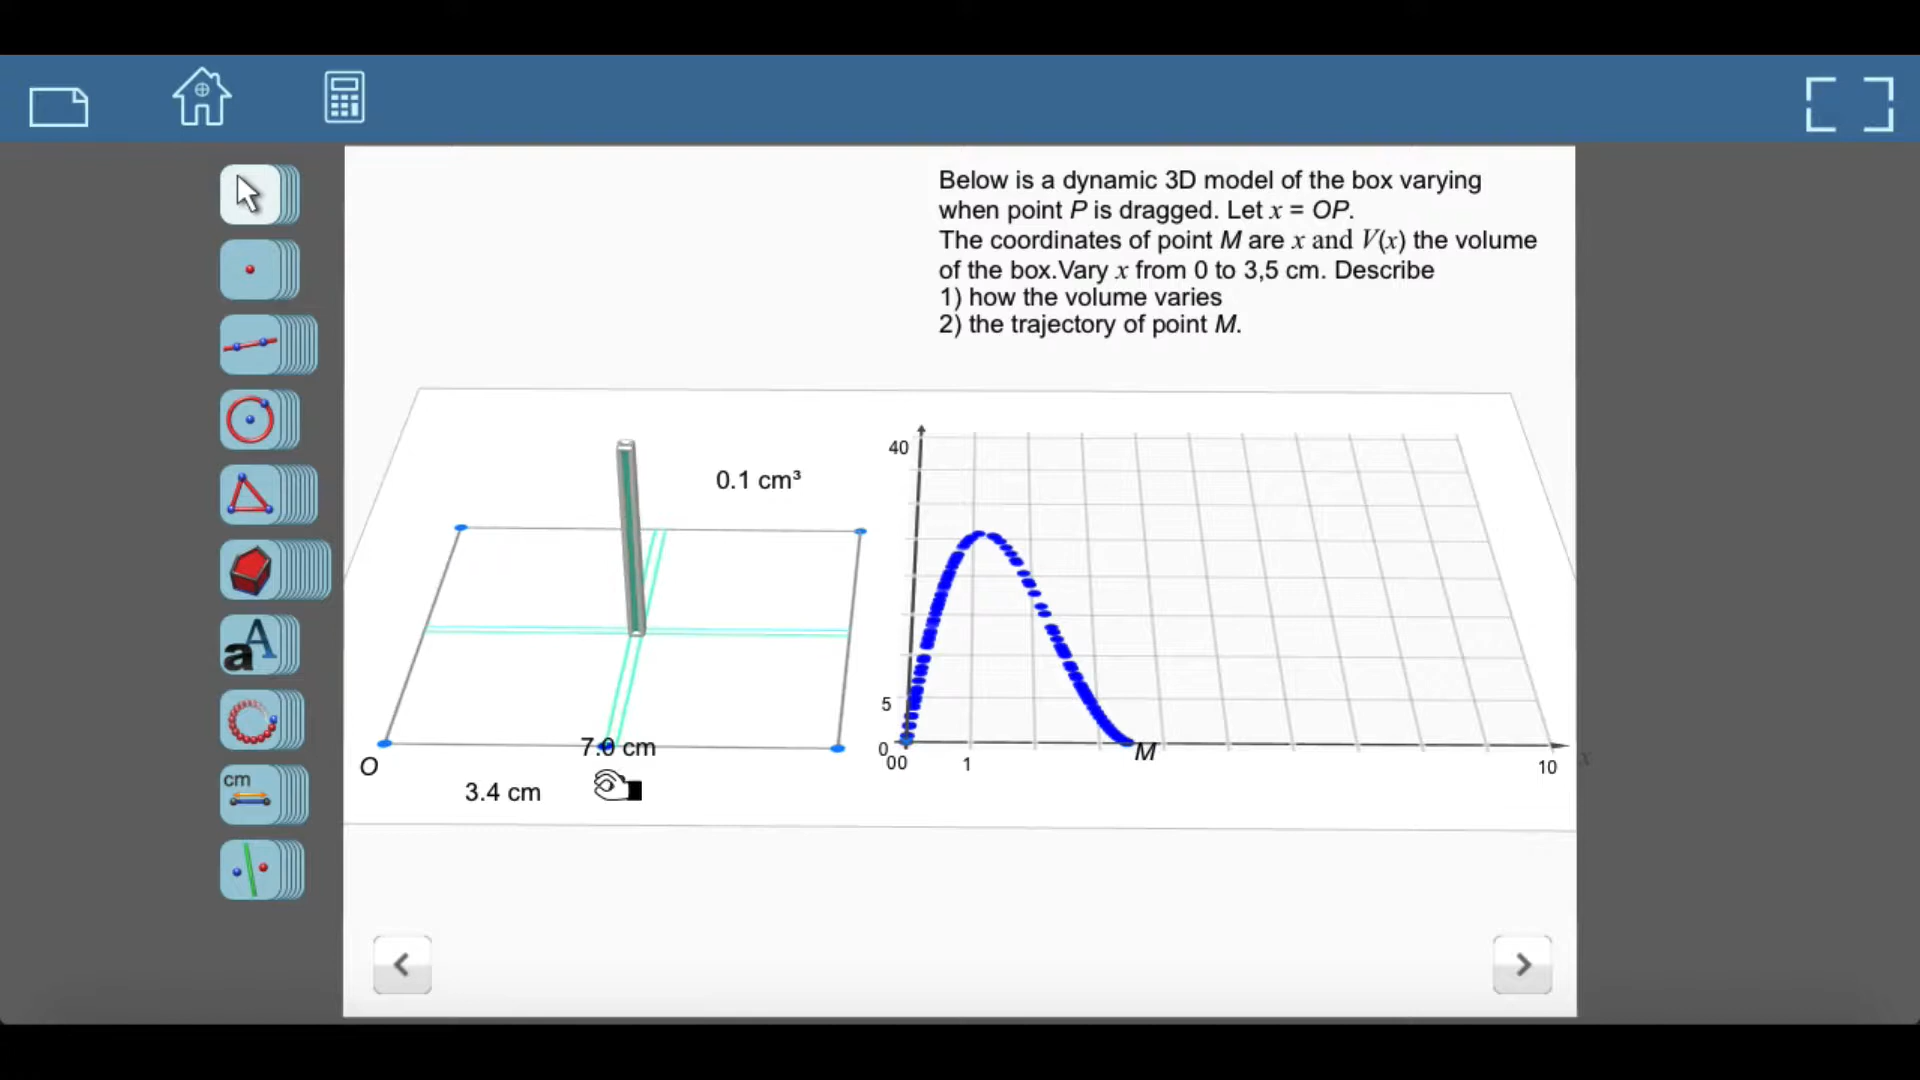 Below is a dynamic 3D model of the box varying
when point P is dragged. Let x = OP.
The coordinates of point M are x and V(x) the volume
of the box.Vary x from 0 to 3,5 cm. Describe
1) how the volume varies
2) the trajectory of point M.
40
0.1 cm³
5
7.0 cm
0
M
O
00
1
10
x
3.4 cm
aA
cm